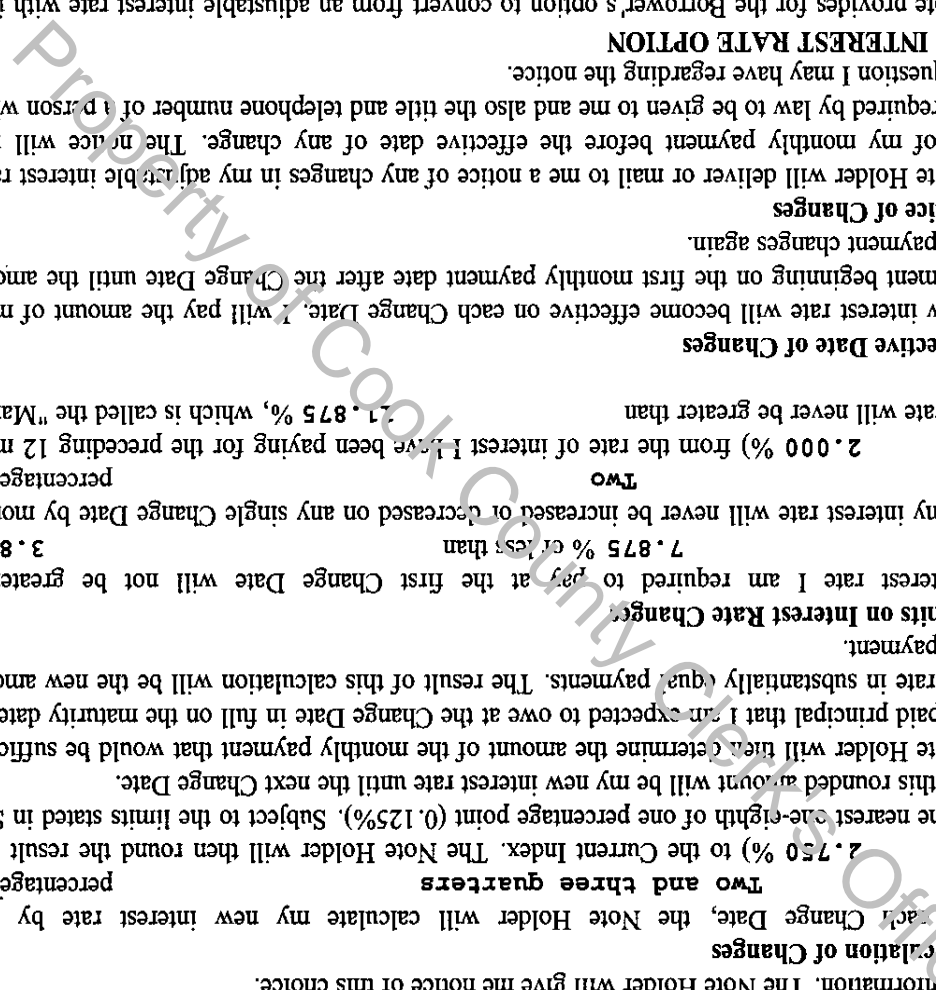 nformation. The Note Holder will give me notice of this choice.
culation of Changes
each Change Date, the Note Holder will calculate my new interest rate by
Two and three quarters percentage
2.750 %) to the Current Index. The Note Holder will then round the result
he nearest one-eighth of one percentage point (0.125%). Subject to the limits stated in
this rounded amount will be my new interest rate until the next Change Date.
te Holder will then determine the amount of the monthly payment that would be suffic
paid principal that I am expected to owe at the Change Date in full on the maturity date
rate in substantially equal payments. The result of this calculation will be the new amo
payment.
mits on Interest Rate Changes
terest rate I am required to pay at the first Change Date will not be greate
7.875 % or less than 3.8
my interest rate will never be increased or decreased on any single Change Date by mo
Two percentage
2.000 %) from the rate of interest I have been paying for the preceding 12 m
ate will never be greater than 11.875 %, which is called the "Ma
ective Date of Changes
w interest rate will become effective on each Change Date. I will pay the amount of m
ment beginning on the first monthly payment date after the Change Date until the amo
payment changes again.
ice of Changes
te Holder will deliver or mail to me a notice of any changes in my adjustable interest ra
of my monthly payment before the effective date of any change. The notice will
required by law to be given to me and also the title and telephone number of a person w
question I may have regarding the notice.
INTEREST RATE OPTION
te provides for the Borrower's option to convert from an adjustable interest rate with i
Property of Cook County Clerk's Office